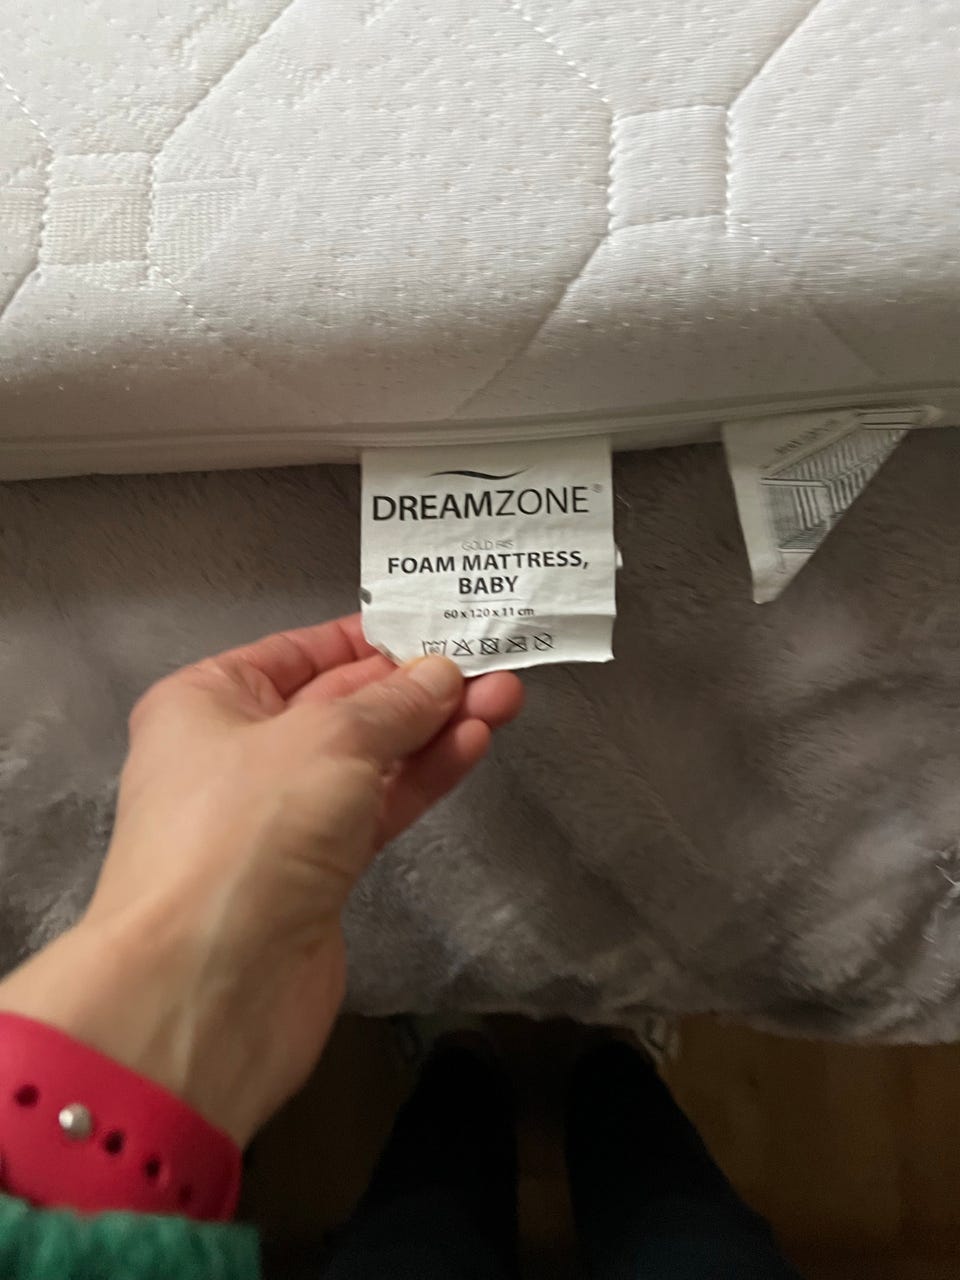 DREAMZONE®
FOAM MATTRESS,
BABY
60 x 120 x 11 cm